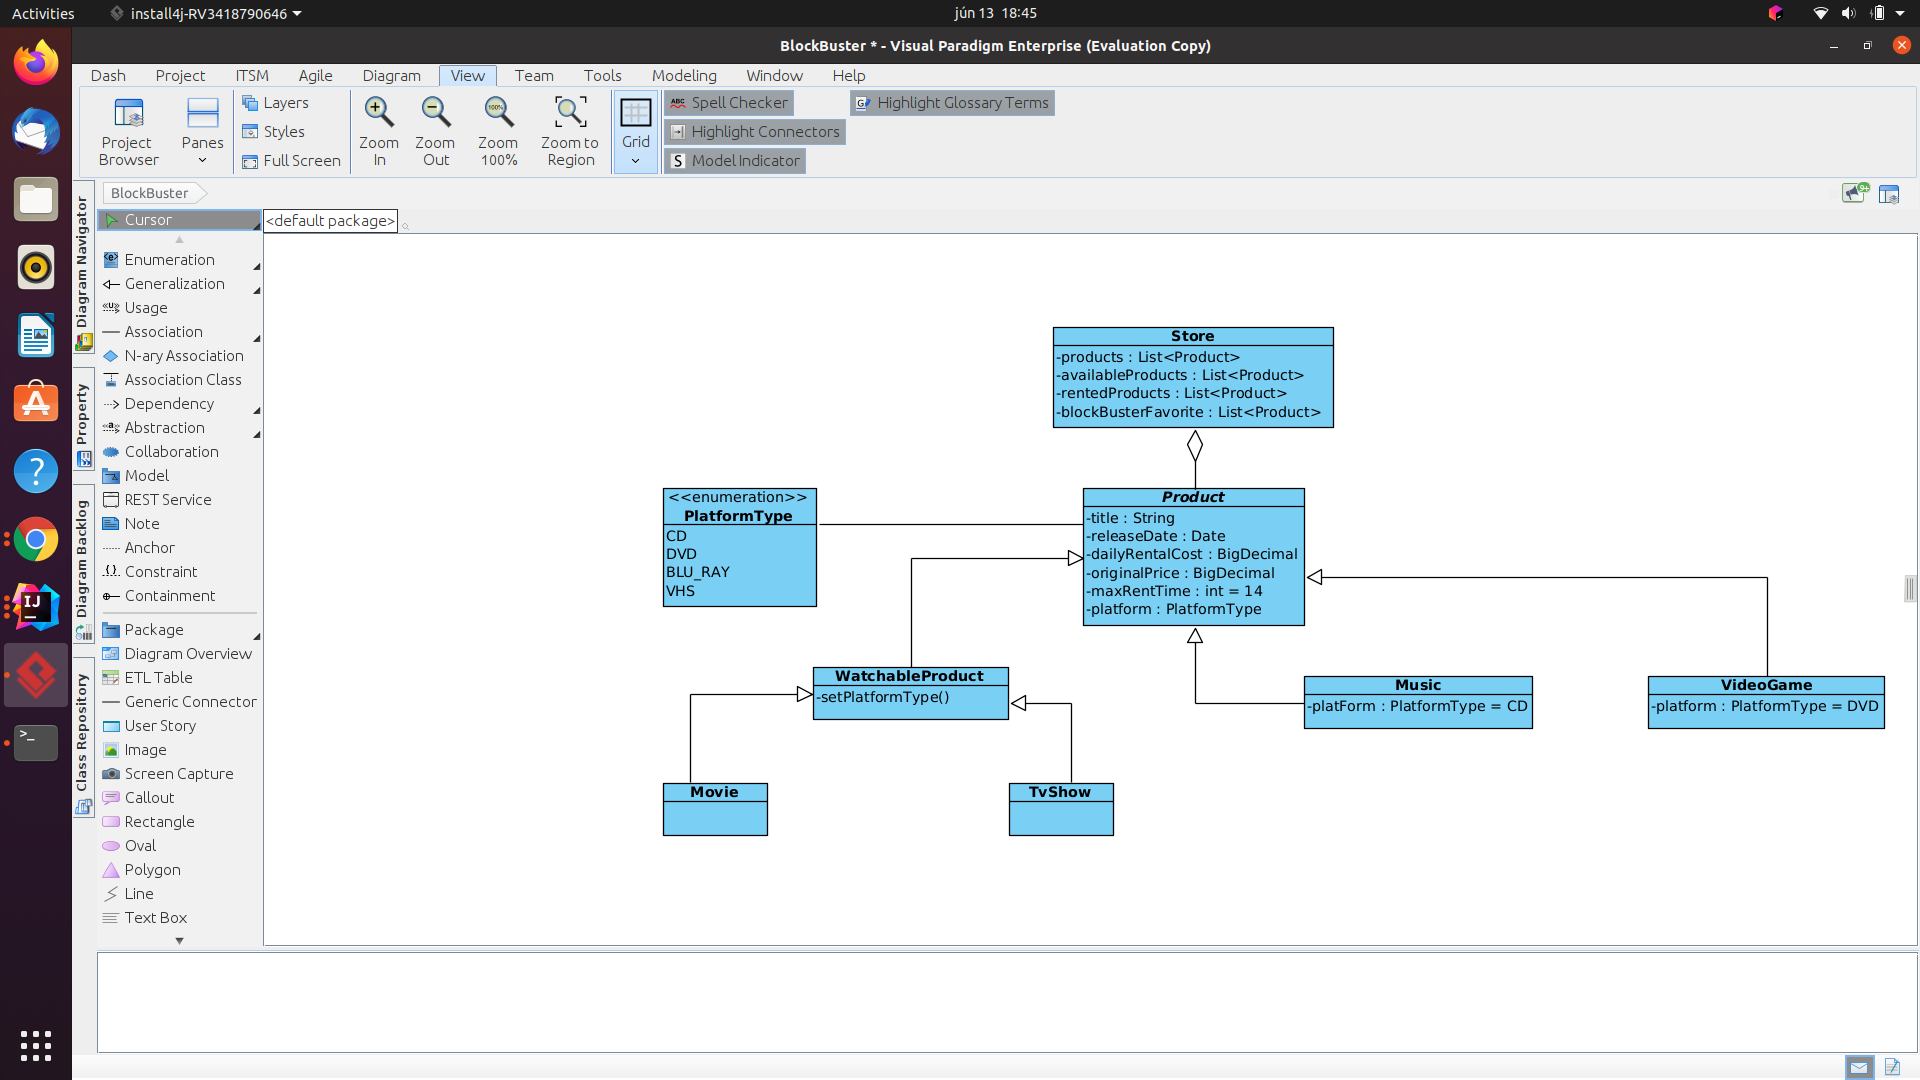 Activities
install4j-RV3418790646
jún 13 18:45
BlockBuster * - Visual Paradigm Enterprise (Evaluation Copy)
Dash Project ITSM Agile Diagram View Team Tools Modeling Window Help
Project Browser
Panes
Layers
Styles
Full Screen
Zoom In
Zoom Out
100%
Zoom 100%
Zoom to Region
Grid
ABC Spell Checker
Highlight Connectors
S Model Indicator
G Highlight Glossary Terms
BlockBuster
9+
Diagram Navigator
Property
Diagram Backlog
Class Repository
Cursor
<default package>
Enumeration
Generalization
Usage
Association
N-ary Association
Association Class
Dependency
Abstraction
Collaboration
Model
REST Service
Note
Anchor
Constraint
Containment
Package
Diagram Overview
ETL Table
Generic Connector
User Story
Image
Screen Capture
Callout
Rectangle
Oval
Polygon
Line
Text Box
Store
-products : List<Product>
-availableProducts : List<Product>
-rentedProducts : List<Product>
-blockBusterFavorite : List<Product>
<<enumeration>>
PlatformType
CD
DVD
BLU_RAY
VHS
Product
-title : String
-releaseDate : Date
-dailyRentalCost : BigDecimal
-originalPrice : BigDecimal
-maxRentTime : int = 14
-platform : PlatformType
WatchableProduct
-setPlatformType()
Music
-platForm : PlatformType = CD
VideoGame
-platform : PlatformType = DVD
Movie
TvShow